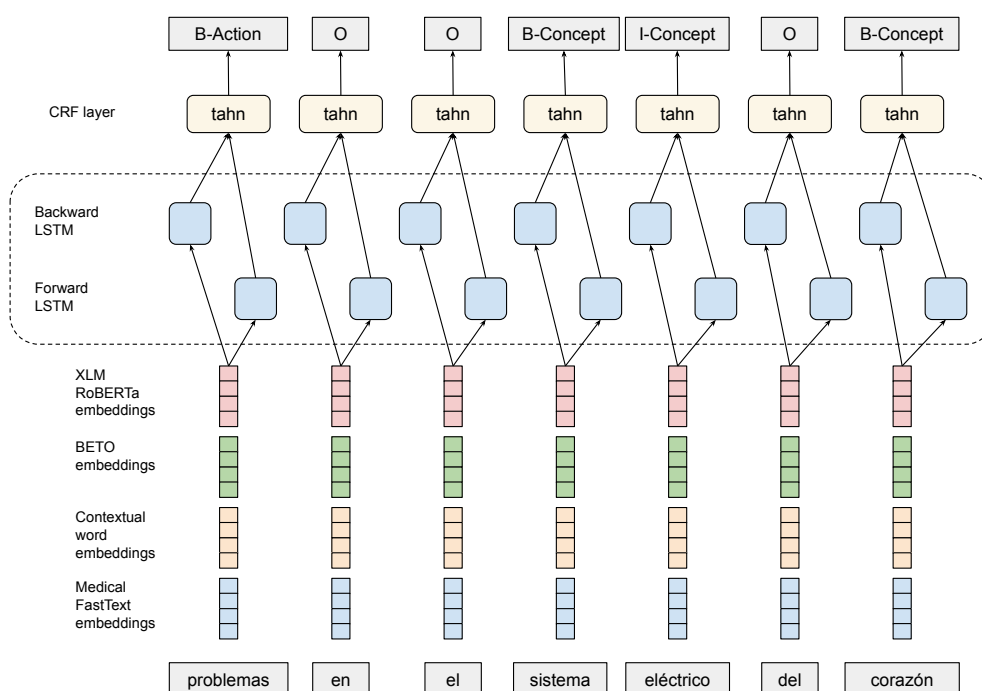 B-Action O O B-Concept I-Concept O B-Concept
CRF layer tahn tahn tahn tahn tahn tahn tahn
Backward
LSTM
Forward
LSTM
XLM
RoBERTa
embeddings
BETO
embeddings
Contextual
word
embeddings
Medical
FastText
embeddings
problemas en el sistema eléctrico del corazón